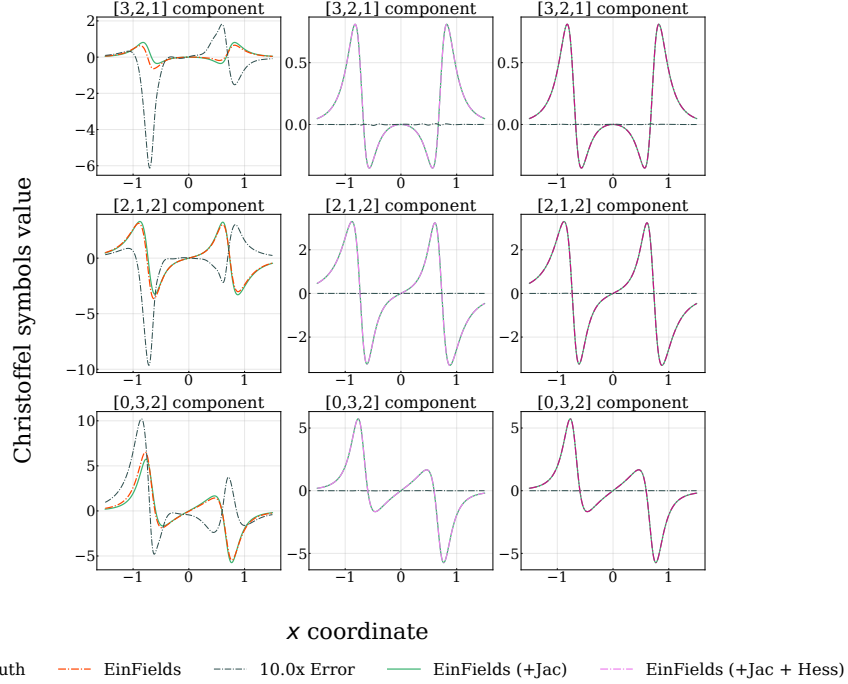 [3,2,1] component [3,2,1] component [3,2,1] component
2
0
−2
−4
−6
−1 0 1
0.5
0.0
−1 0 1
0.5
0.0
−1 0 1
[2,1,2] component [2,1,2] component [2,1,2] component
0
−5
−10
−1 0 1
2
0
−2
−1 0 1
2
0
−2
−1 0 1
[0,3,2] component [0,3,2] component [0,3,2] component
10
5
0
−5
−1 0 1
5
0
−5
−1 0 1
5
0
−5
−1 0 1
Christoffel symbols value
x coordinate
uth EinFields 10.0x Error EinFields (+Jac) EinFields (+Jac + Hess)